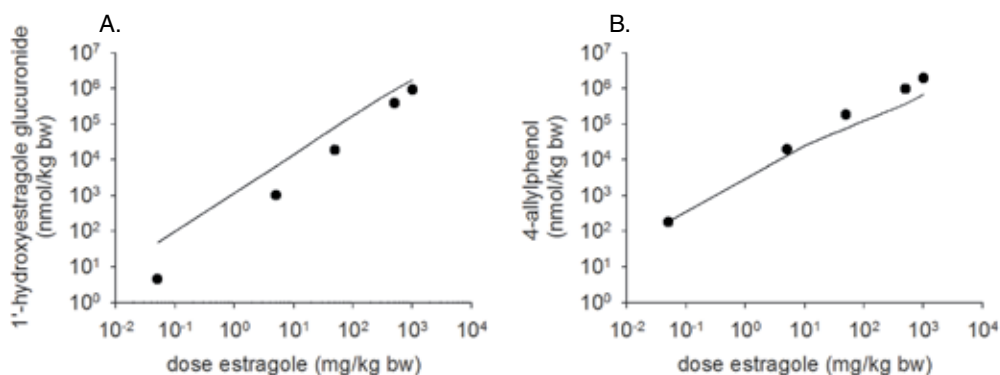 A.
1'-hydroxyestragole glucuronide
(nmol/kg bw)
10⁷
10⁶
10⁵
10⁴
10³
10²
10¹
10⁰
10⁻² 10⁻¹ 10⁰ 10¹ 10² 10³ 10⁴
dose estragole (mg/kg bw)
B.
4-allylphenol
(nmol/kg bw)
10⁷
10⁶
10⁵
10⁴
10³
10²
10¹
10⁰
10⁻² 10⁻¹ 10⁰ 10¹ 10² 10³ 10⁴
dose estragole (mg/kg bw)